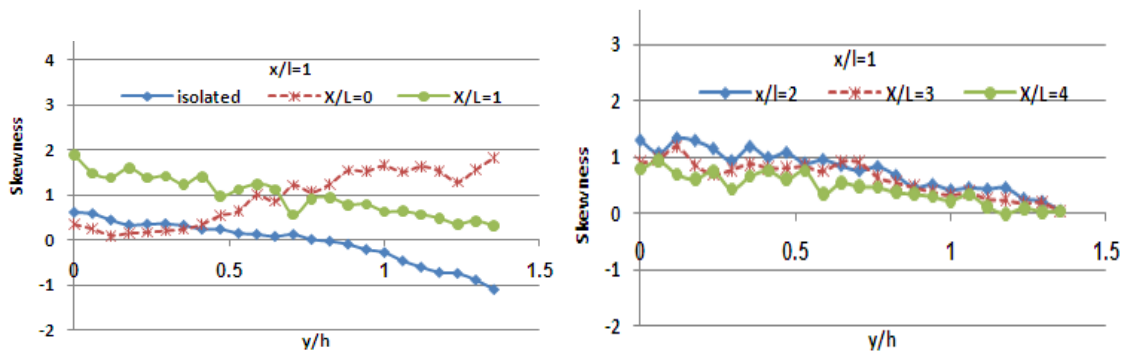 x/l=1
isolated X/L=0 X/L=1
4
3
2
1
0
-1
-2
0 0.5 1 1.5
Skewness
y/h
x/l=1
x/l=2 X/L=3 X/L=4
3
2
1
0
-1
-2
0 0.5 1 1.5
Skewness
y/h